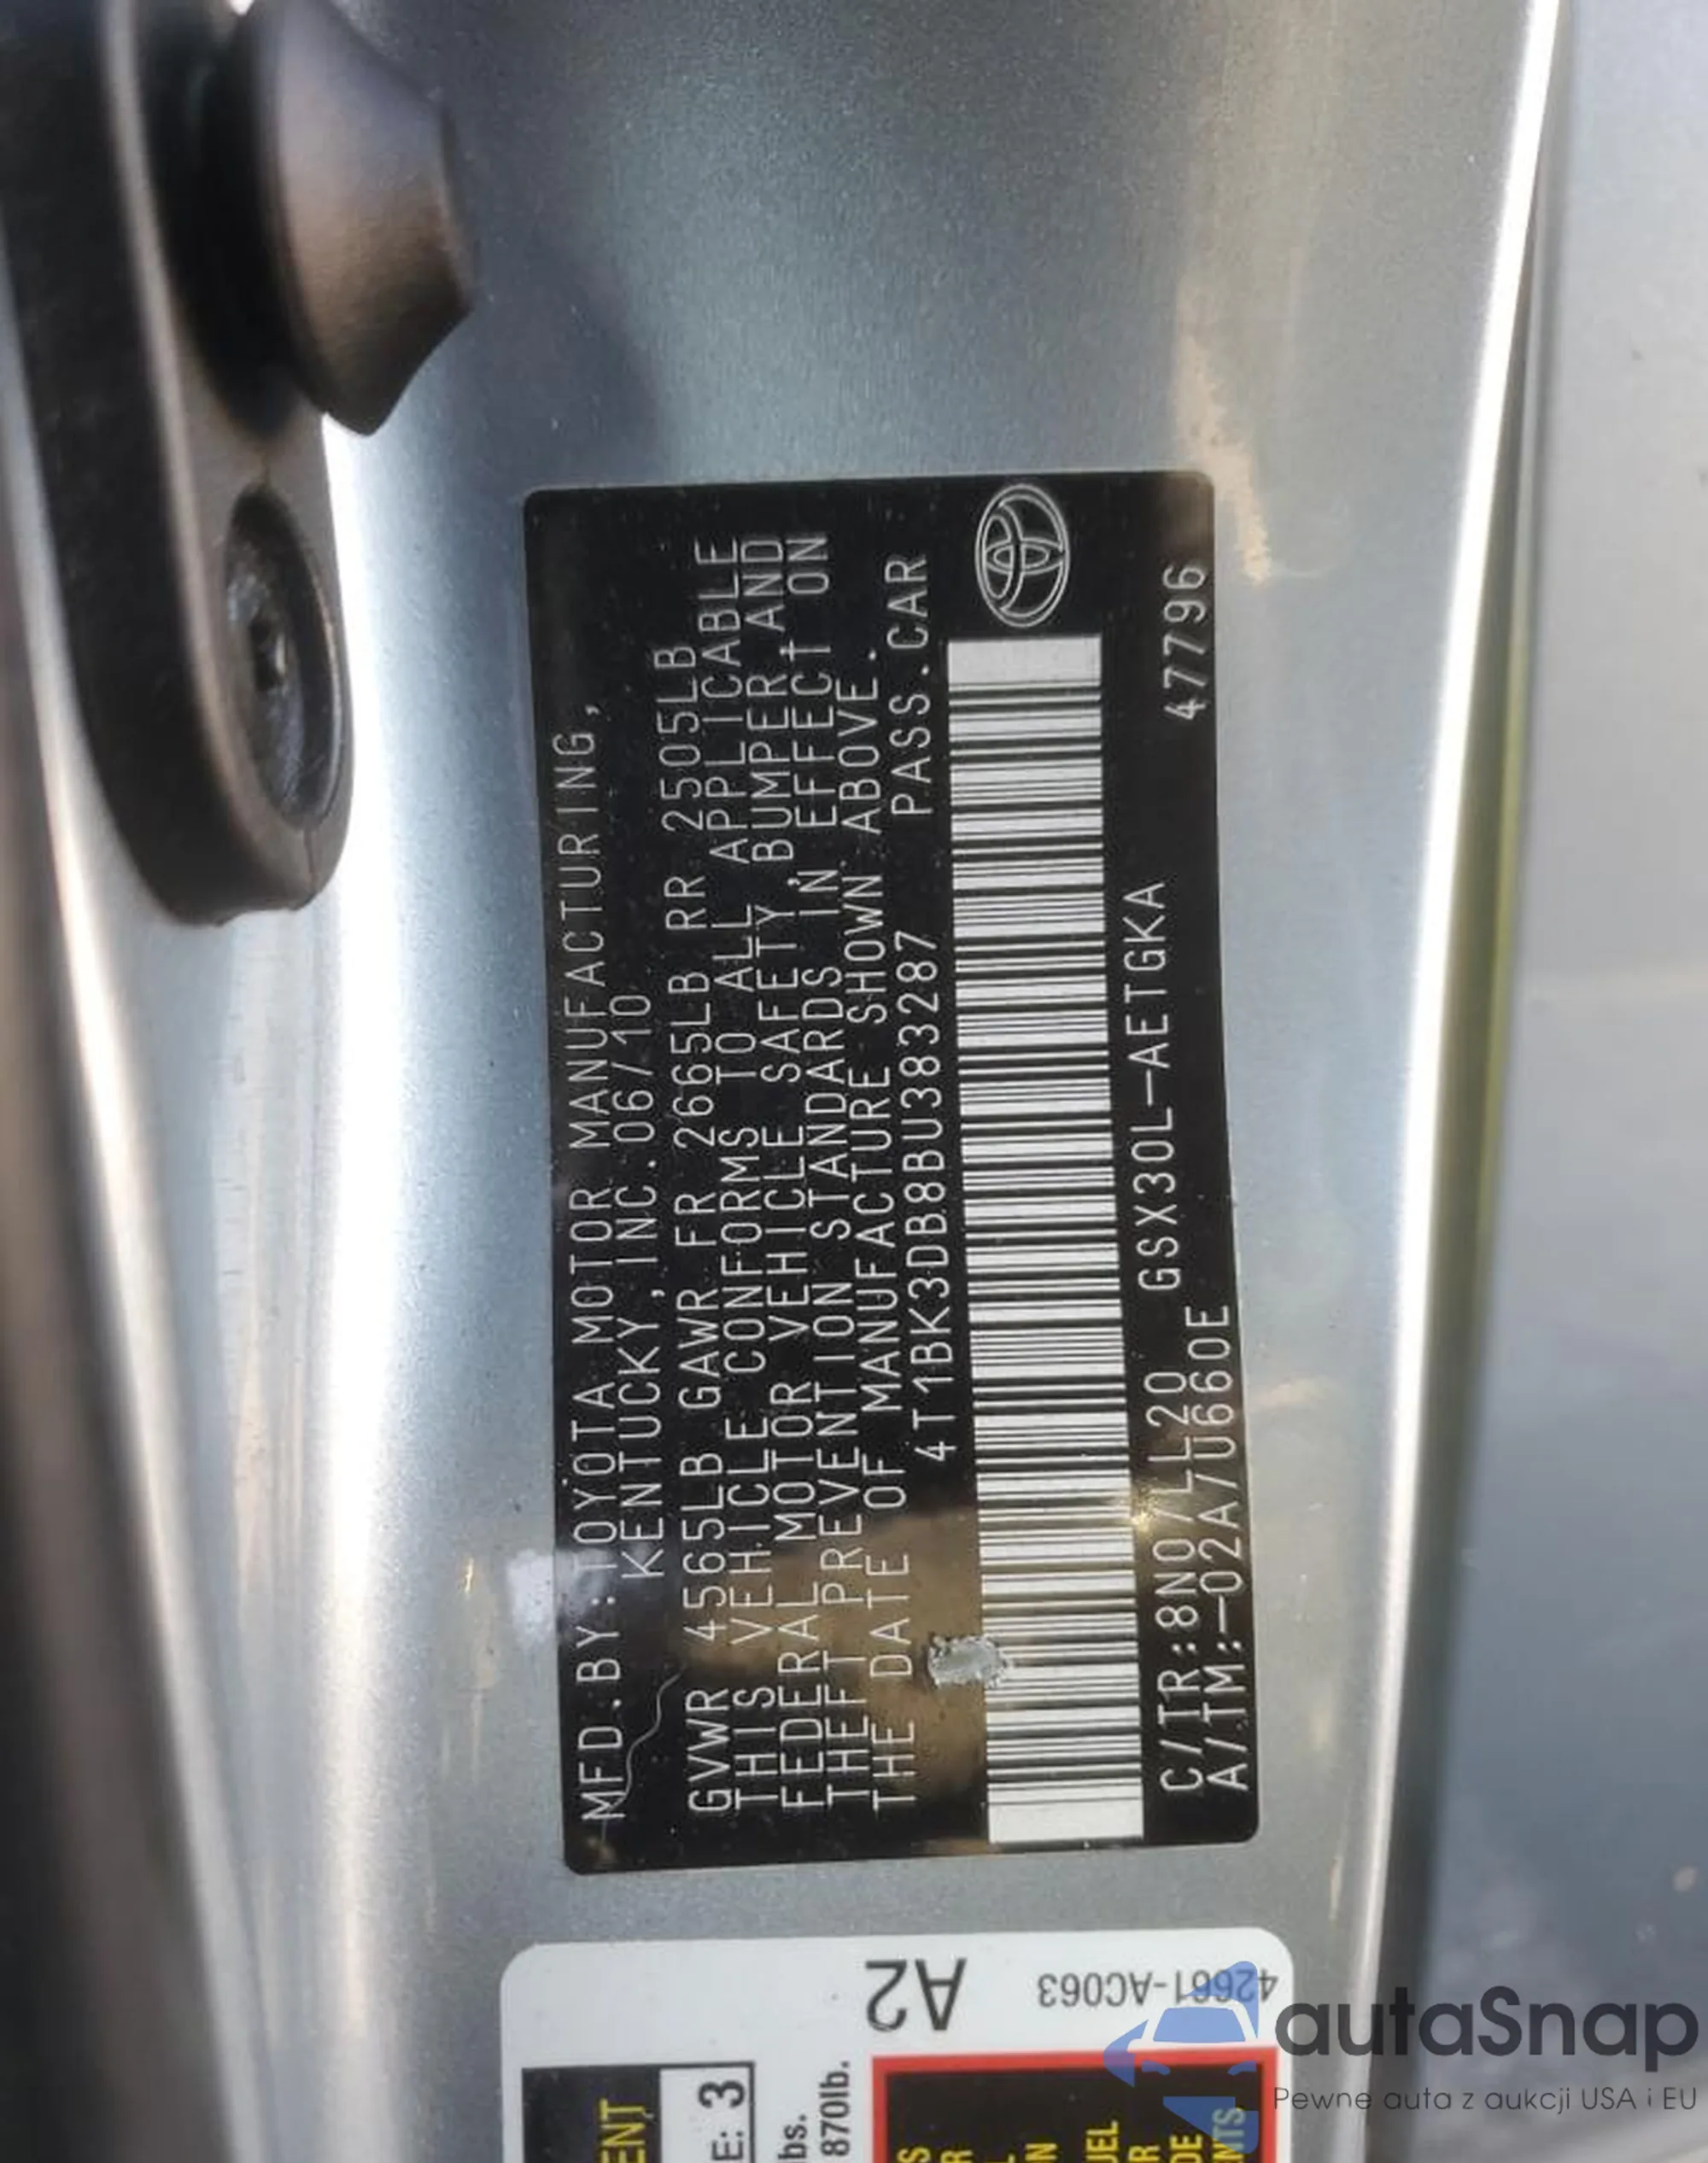 MFD.BY:TOYOTA MOTOR MANUFACTURING,
KENTUCKY,INC.06/10
GVWR 4565LB GAWR FR 2665LB RR 2505LB
THIS VEHICLE CONFORMS TO ALL APPLICABLE
FEDERAL MOTOR VEHICLE SAFETY, BUMPER, AND
THEFT PREVENTION STANDARDS IN EFFECT ON
THE DATE OF MANUFACTURE SHOWN ABOVE.
4T1BK3DB8BU383287 PASS.CAR
C/TR:8N0/LL20 GSX30L-AETGKA 47796
A/TM:-02A/U660E
A2
42661-AC063
E: 3
bs.
870lb.
autaSnap
Pewne auta z aukcji USA i EU